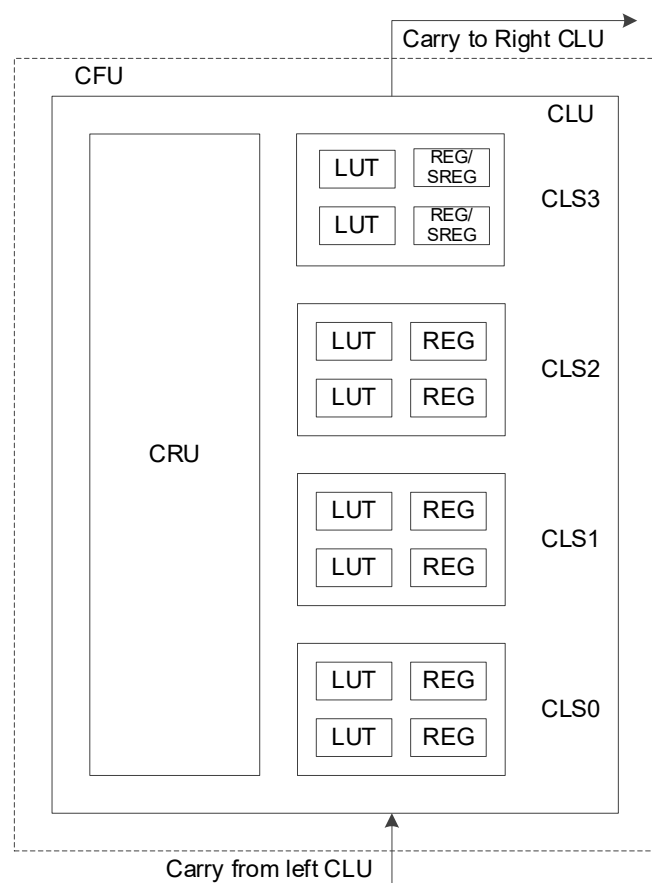 Carry to Right CLU
CFU
CLU
LUT REG/
SREG
LUT REG/
SREG
CLS3
LUT REG
LUT REG
CLS2
CRU
LUT REG
LUT REG
CLS1
LUT REG
LUT REG
CLS0
Carry from left CLU